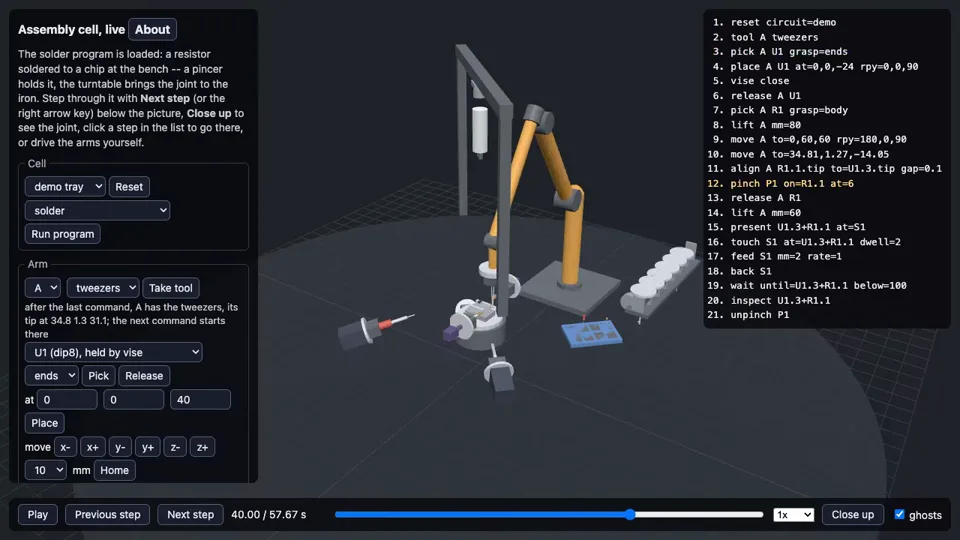 Assembly cell, live About
The solder program is loaded: a resistor
soldered to a chip at the bench -- a pincer
holds it, the turntable brings the joint to the
iron. Step through it with Next step (or the
right arrow key) below the picture, Close up to
see the joint, click a step in the list to go there,
or drive the arms yourself.
Cell
demo tray Reset
solder
Run program
Arm
A tweezers Take tool
after the last command, A has the tweezers, its
tip at 34.8 1.3 31.1; the next command starts
there
U1 (dip8), held by vise
ends Pick Release
at 0 0 40
Place
move x- x+ y- y+ z- z+
10 mm Home
1. reset circuit=demo
2. tool A tweezers
3. pick A U1 grasp=ends
4. place A U1 at=0,0,-24 rpy=0,0,90
5. vise close
6. release A U1
7. pick A R1 grasp=body
8. lift A mm=80
9. move A to=0,60,60 rpy=180,0,90
10. move A to=34.81,1.27,-14.05
11. align A R1.1.tip to=U1.3.tip gap=0.1
12. pinch P1 on=R1.1 at=6
13. release A R1
14. lift A mm=60
15. present U1.3+R1.1 at=S1
16. touch S1 at=U1.3+R1.1 dwell=2
17. feed S1 mm=2 rate=1
18. back S1
19. wait until=U1.3+R1.1 below=100
20. inspect U1.3+R1.1
21. unpinch P1
Play Previous step Next step 40.00 / 57.67 s 1x Close up ghosts